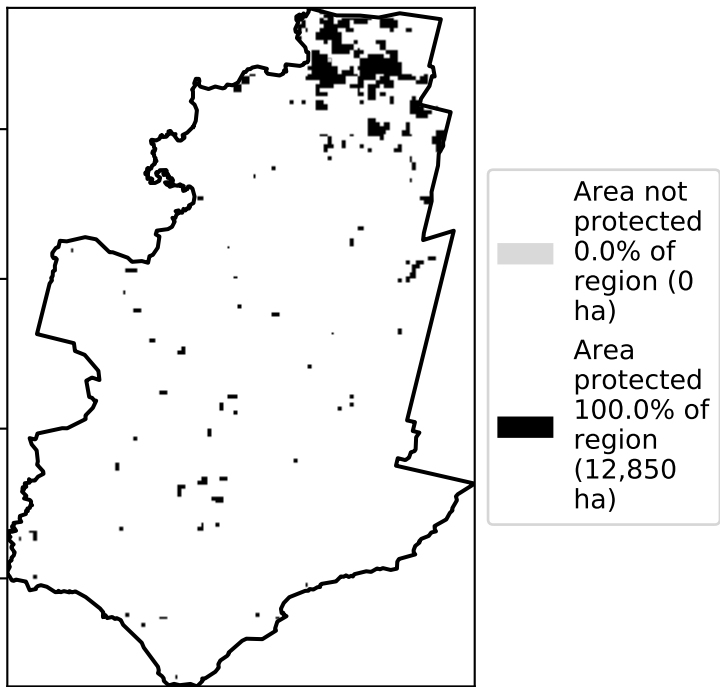 Area not
protected
0.0% of
region (0
ha)
Area
protected
100.0% of
region
(12,850
ha)